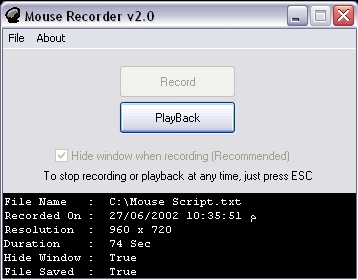 Mouse Recorder v2.0
File About
Record
PlayBack
Hide window when recording (Recommended)
To stop recording or playback at any time, just press ESC
File Name : C:\Mouse Script.txt
Recorded On : 27/06/2002 10:35:51 م
Resolution : 960 x 720
Duration : 74 Sec
Hide Window : True
File Saved : True